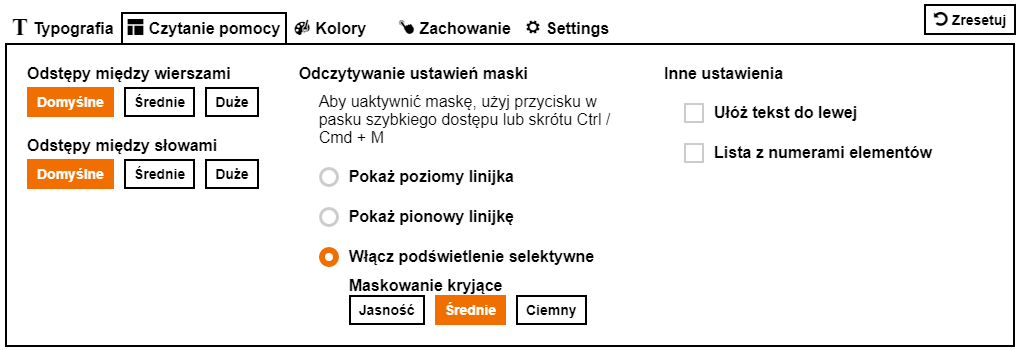 Typografia
Czytanie pomocy
Kolory
Zachowanie
Settings
Zresetuj
Odstępy między wierszami
Domyślne
Średnie
Duże
Odstępy między słowami
Domyślne
Średnie
Duże
Odczytywanie ustawień maski
Aby uaktywnić maskę, użyj przycisku w
pasku szybkiego dostępu lub skrótu Ctrl /
Cmd + M
Pokaż poziomy linijka
Pokaż pionowy linijkę
Włącz podświetlenie selektywne
Maskowanie kryjące
Jasność
Średnie
Ciemny
Inne ustawienia
Ułóż tekst do lewej
Lista z numerami elementów